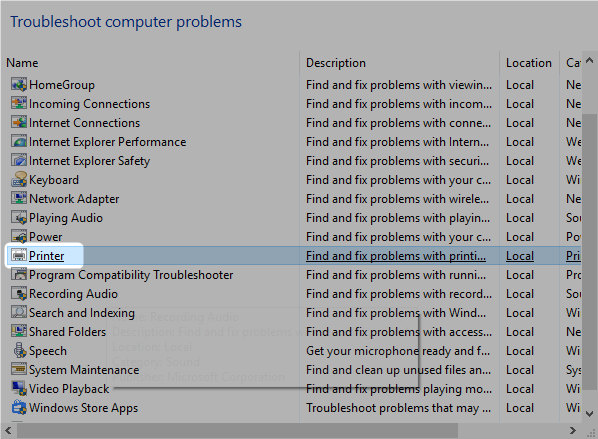 Troubleshoot computer problems
Name Description Location Ca
HomeGroup Find and fix problems with viewin... Local Ne
Incoming Connections Find and fix problems with incom... Local Ne
Internet Connections Find and fix problems with conne... Local Ne
Internet Explorer Performance Find and fix problems with Intern... Local We
Internet Explorer Safety Find and fix problems with securi... Local We
Keyboard Find and fix problems with your c... Local Wi
Network Adapter Find and fix problems with wirele... Local Ne
Playing Audio Find and fix problems with playin... Local So
Power Find and fix problems with your c... Local Po
Printer Find and fix problems with printi... Local Pri
Program Compatibility Troubleshooter Find and fix problems with runni... Local Pr
Recording Audio Find and fix problems with record... Local So
Search and Indexing Find and fix problems with Wind... Local Wi
Shared Folders Find and fix problems with access... Local Ne
Speech Get your microphone ready and f... Local Wi
System Maintenance Find and clean up unused files an... Local Wi
Video Playback Find and fix problems playing mo... Local Wi
Windows Store Apps Troubleshoot problems that may ... Local Wi
Name: Recording Audio
Description: Find and fix problems
Location: Local
Category: Sound
Publisher: Microsoft Corporation